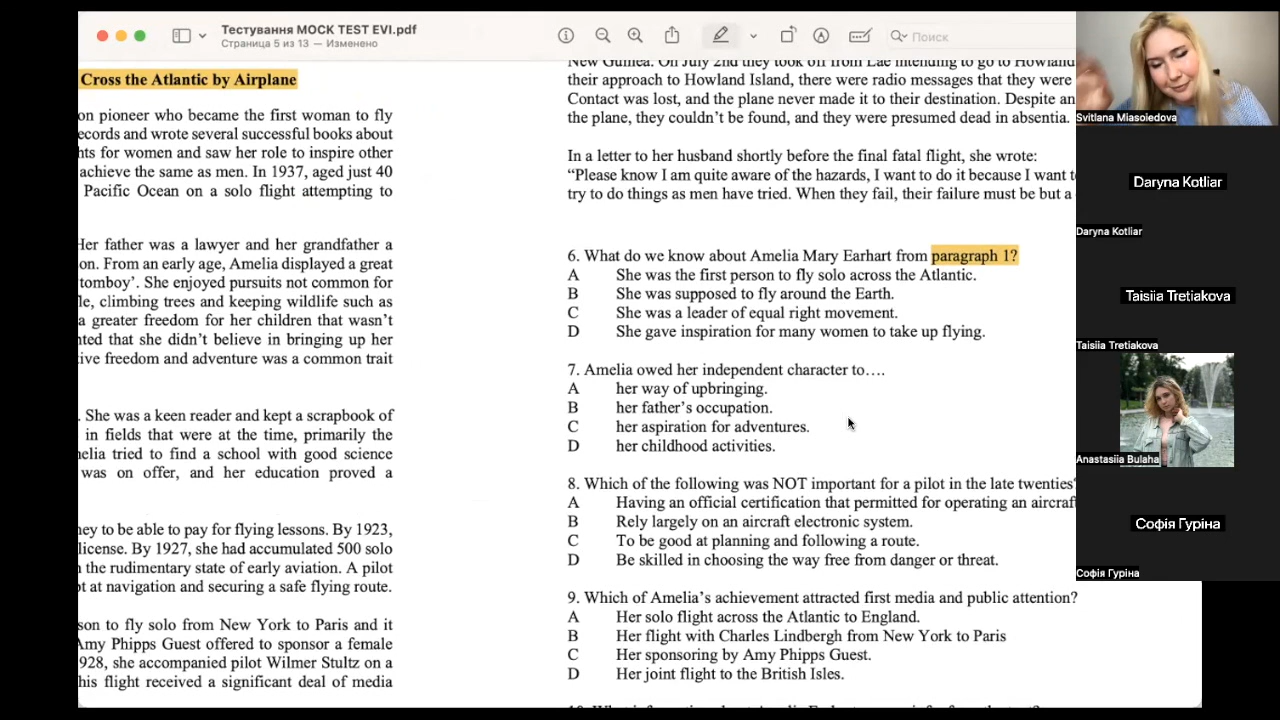 Тестування MOCK TEST EVI.pdf
Страница 5 из 13 — Изменено
Поиск
Cross the Atlantic by Airplane
on pioneer who became the first woman to fly
ecords and wrote several successful books about
hts for women and saw her role to inspire other
achieve the same as men. In 1937, aged just 40
Pacific Ocean on a solo flight attempting to
Her father was a lawyer and her grandfather a
on. From an early age, Amelia displayed a great
tomboy’. She enjoyed pursuits not common for
le, climbing trees and keeping wildlife such as
a greater freedom for her children that wasn’t
nted that she didn’t believe in bringing up her
ive freedom and adventure was a common trait
. She was a keen reader and kept a scrapbook of
in fields that were at the time, primarily the
nelia tried to find a school with good science
was on offer, and her education proved a
ney to be able to pay for flying lessons. By 1923,
license. By 1927, she had accumulated 500 solo
n the rudimentary state of early aviation. A pilot
ot at navigation and securing a safe flying route.
son to fly solo from New York to Paris and it
Amy Phipps Guest offered to sponsor a female
928, she accompanied pilot Wilmer Stultz on a
his flight received a significant deal of media
New Guinea. On July 2nd they took off from Lae intending to go to Howland
their approach to Howland Island, there were radio messages that they were
Contact was lost, and the plane never made it to their destination. Despite an
the plane, they couldn’t be found, and they were presumed dead in absentia.
In a letter to her husband shortly before the final fatal flight, she wrote:
“Please know I am quite aware of the hazards, I want to do it because I want t
try to do things as men have tried. When they fail, their failure must be but a
6. What do we know about Amelia Mary Earhart from paragraph 1?
A She was the first person to fly solo across the Atlantic.
B She was supposed to fly around the Earth.
C She was a leader of equal right movement.
D She gave inspiration for many women to take up flying.
7. Amelia owed her independent character to….
A her way of upbringing.
B her father’s occupation.
C her aspiration for adventures.
D her childhood activities.
8. Which of the following was NOT important for a pilot in the late twenties?
A Having an official certification that permitted for operating an aircraft
B Rely largely on an aircraft electronic system.
C To be good at planning and following a route.
D Be skilled in choosing the way free from danger or threat.
9. Which of Amelia’s achievement attracted first media and public attention?
A Her solo flight across the Atlantic to England.
B Her flight with Charles Lindbergh from New York to Paris
C Her sponsoring by Amy Phipps Guest.
D Her joint flight to the British Isles.
Svitlana Miasoiedova
Daryna Kotliar
Daryna Kotliar
Taisiia Tretiakova
Taisiia Tretiakova
Anastasiia Bulaha
Софія Гуріна
Софія Гуріна